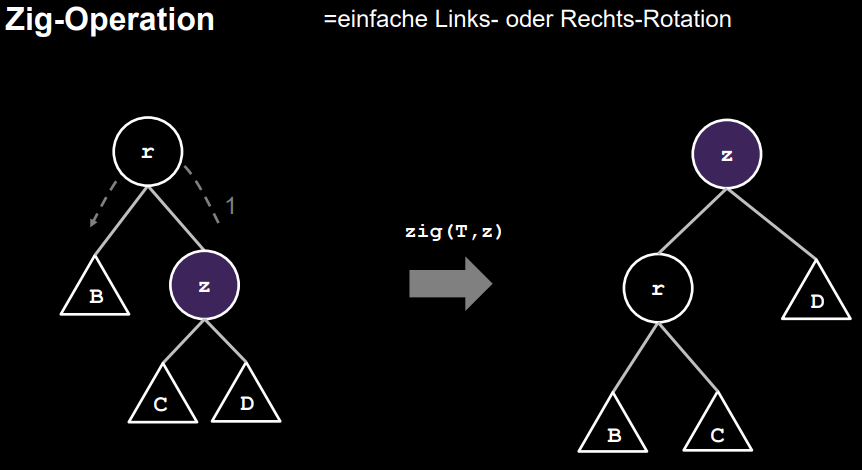 Zig-Operation
=einfache Links- oder Rechts-Rotation
r
1
B
z
C
D
zig(T,z)
z
r
D
B
C